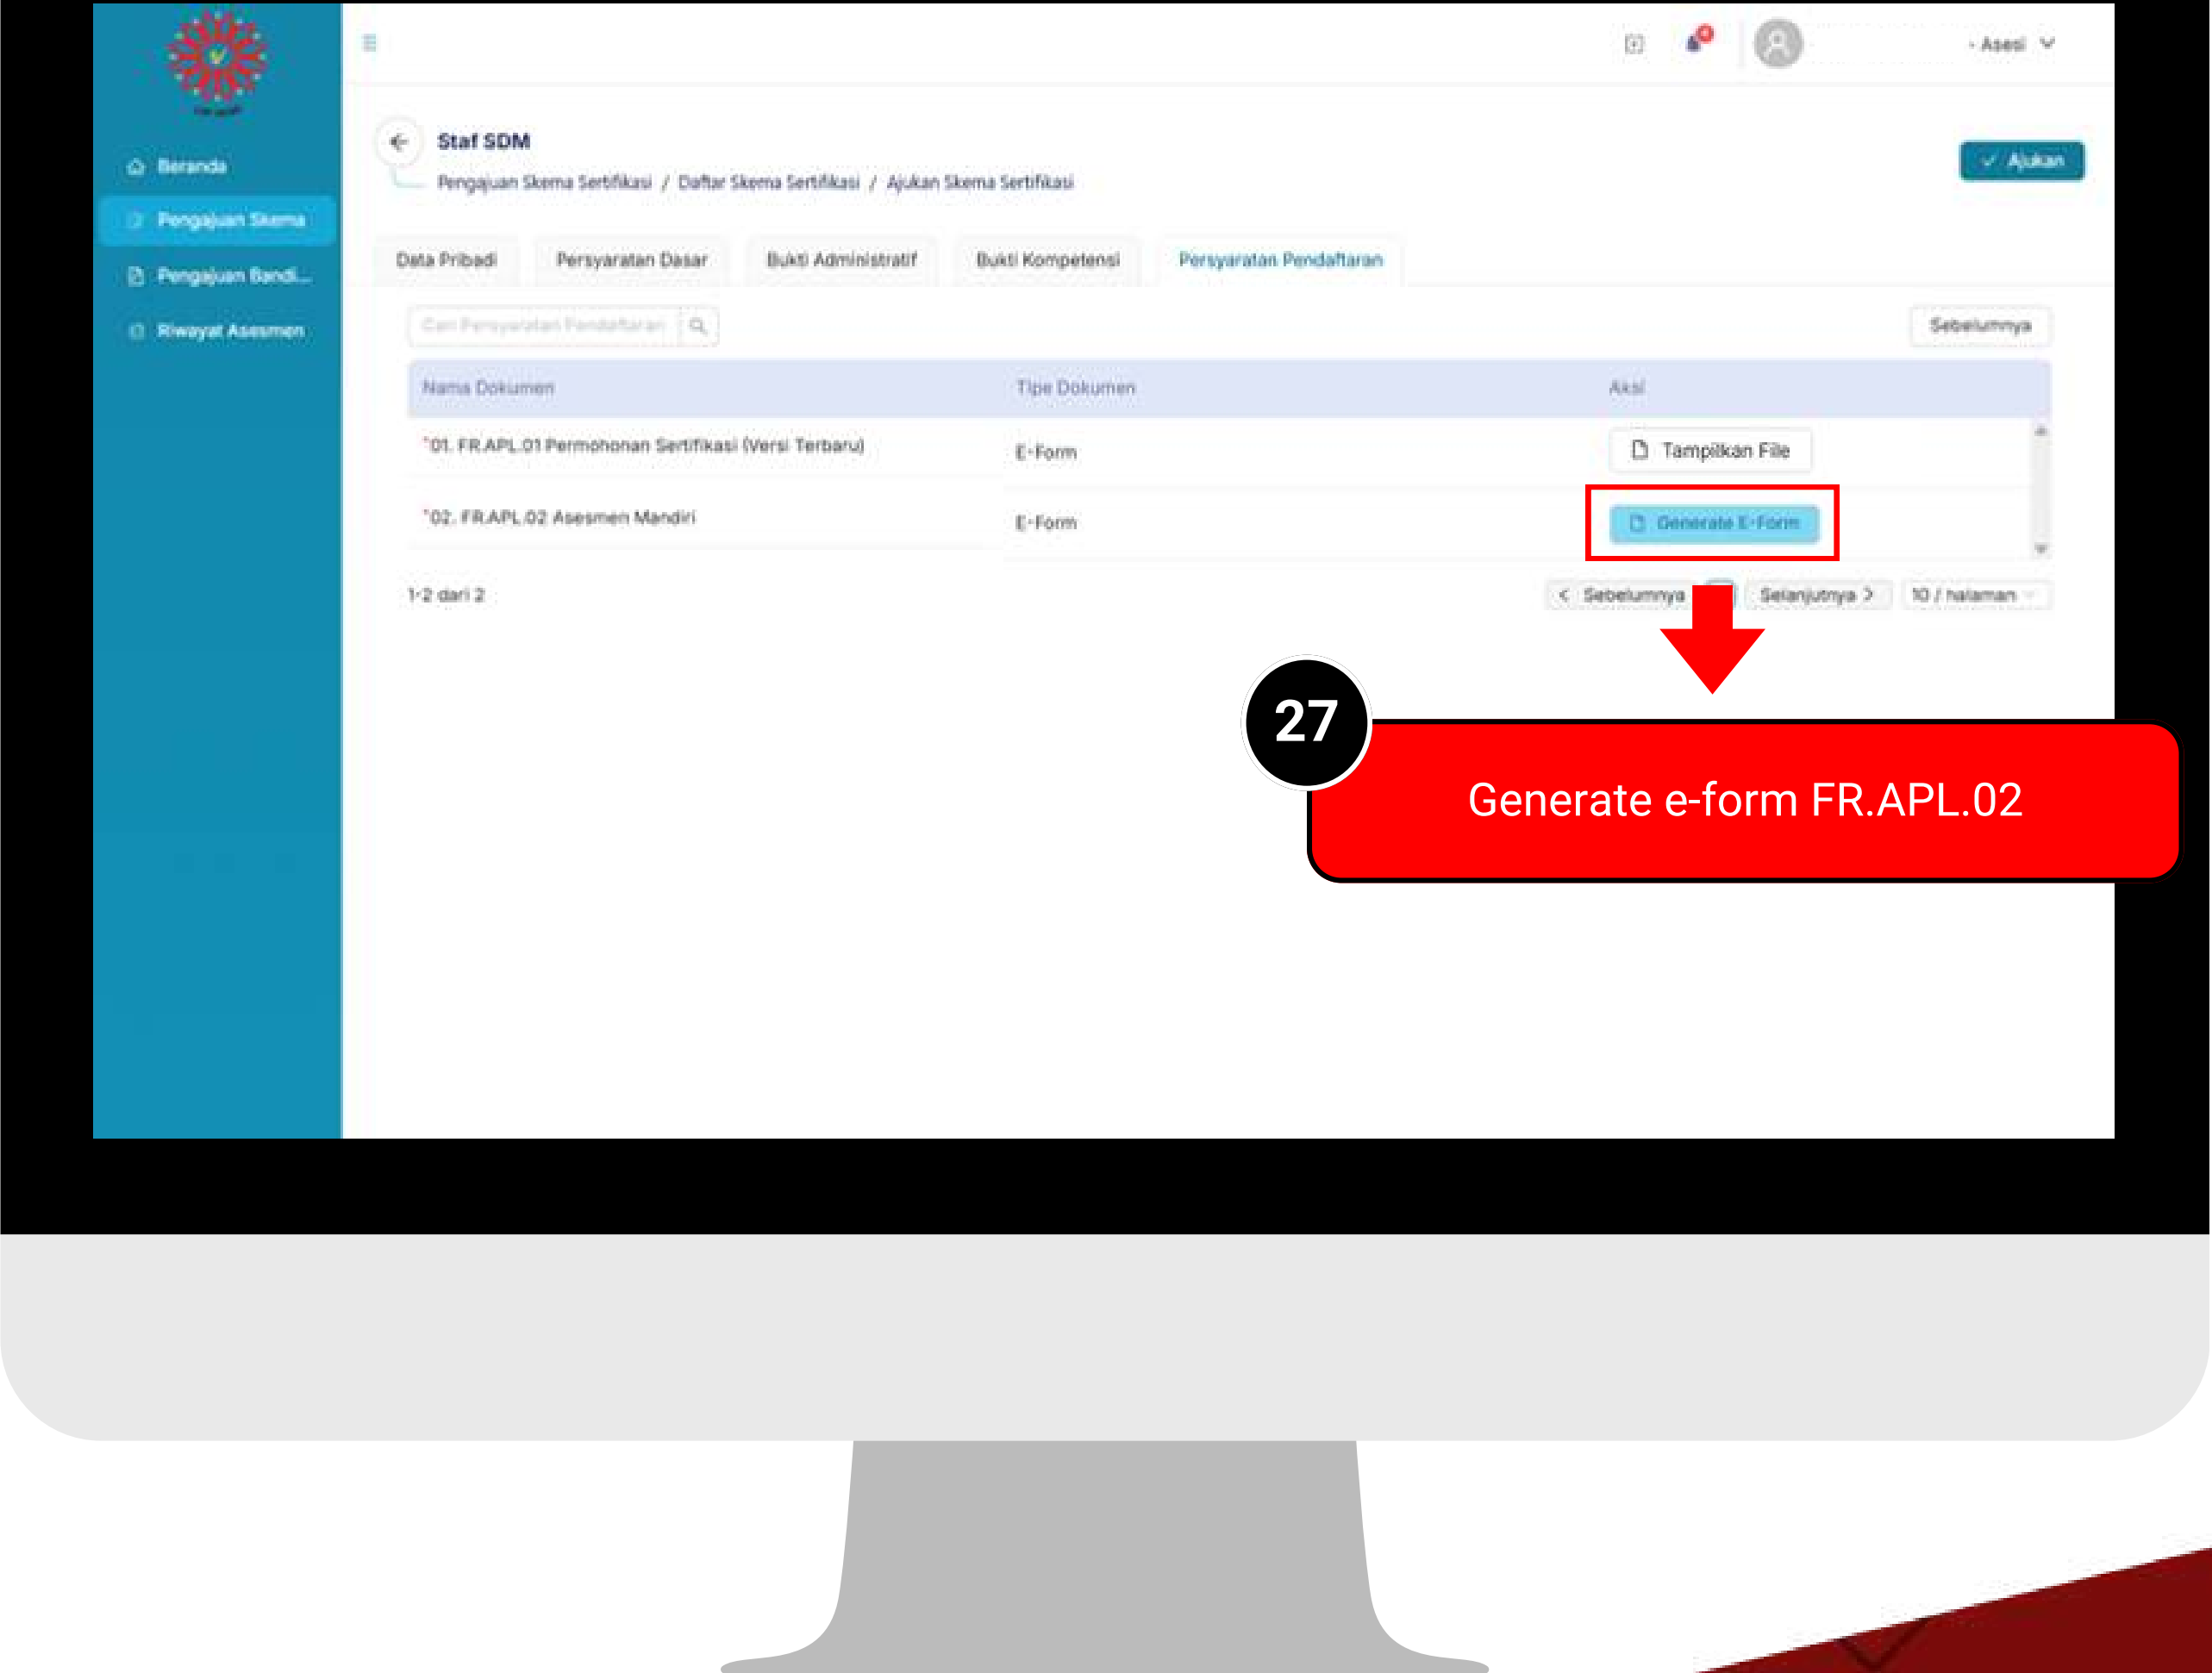 - Asesi
Staf SDM
Pengajuan Skema Sertifikasi / Daftar Skema Sertifikasi / Ajukan Skema Sertifikasi
Ajukan
Beranda
Pengajuan Skema
Pengajuan Bandi...
Riwayat Asesmen
Data Pribadi
Persyaratan Dasar
Bukti Administratif
Bukti Kompetensi
Persyaratan Pendaftaran
Cari Persyaratan Pendaftaran
Sebelumnya
Nama Dokumen
Tipe Dokumen
Aksi
*01. FR.APL.01 Permohonan Sertifikasi (Versi Terbaru)
E-Form
Tampilkan File
*02. FR.APL.02 Asesmen Mandiri
E-Form
Generate E-Form
1-2 dari 2
< Sebelumnya
Selanjutnya >
10 / halaman
27
Generate e-form FR.APL.02